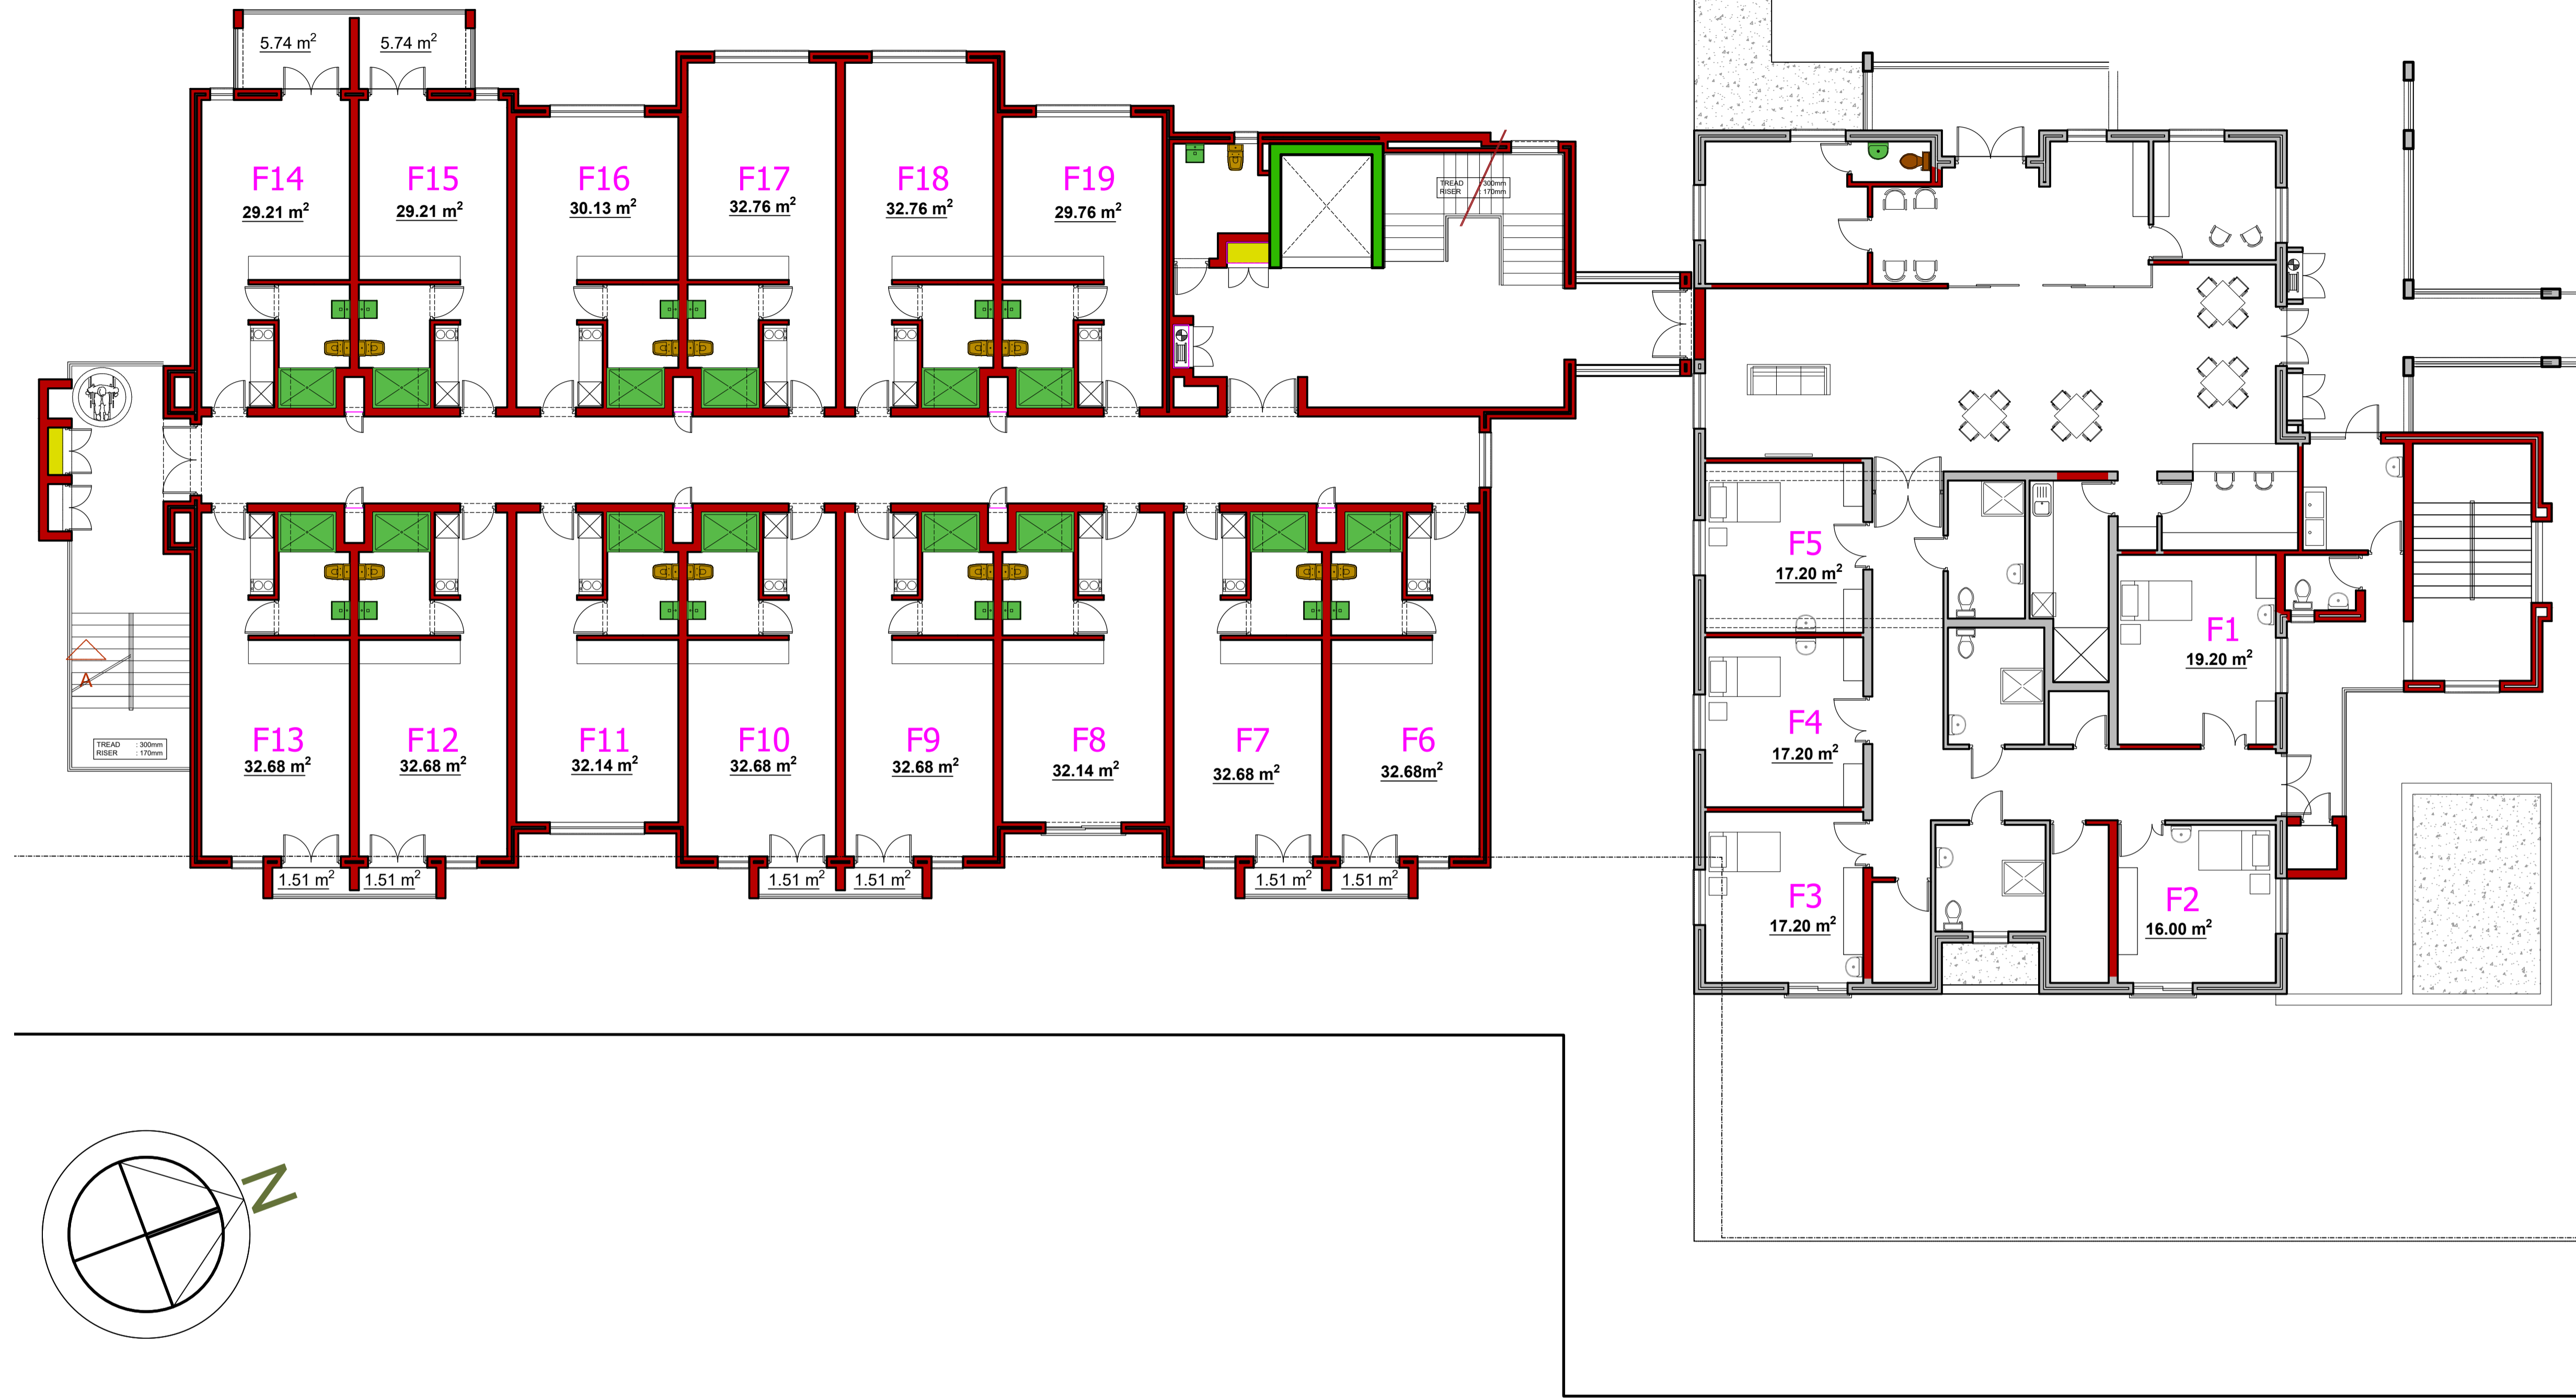 5.74 m²
5.74 m²
F14
29.21 m²
F15
29.21 m²
F16
30.13 m²
F17
32.76 m²
F18
32.76 m²
F19
29.76 m²
TREAD : 300mm
RISER : 170mm
F5
17.20 m²
F1
19.20 m²
F4
17.20 m²
A
TREAD : 300mm
RISER : 170mm
F13
32.68 m²
F12
32.68 m²
F11
32.14 m²
F10
32.68 m²
F9
32.68 m²
F8
32.14 m²
F7
32.68 m²
F6
32.68m²
1.51 m²
1.51 m²
1.51 m²
1.51 m²
1.51 m²
1.51 m²
F3
17.20 m²
F2
16.00 m²
N